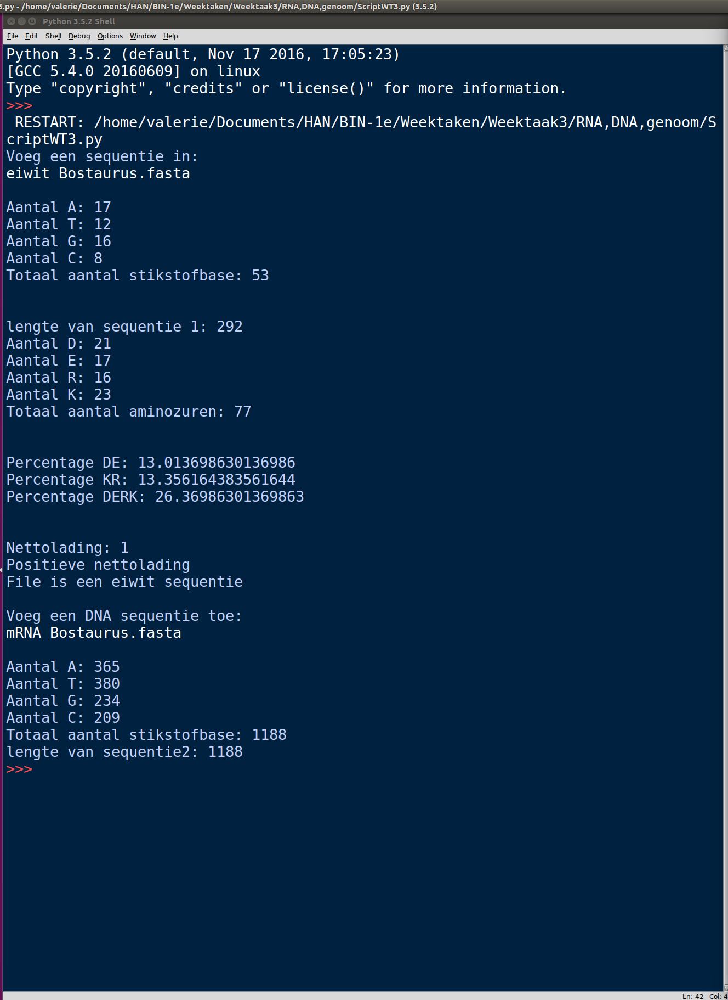 3.py - /home/valerie/Documents/HAN/BIN-1e/Weektaken/Weektaak3/RNA,DNA,genoom/ScriptWT3.py (3.5.2)
Python 3.5.2 Shell
File Edit Shell Debug Options Window Help
Python 3.5.2 (default, Nov 17 2016, 17:05:23)
[GCC 5.4.0 20160609] on linux
Type "copyright", "credits" or "license()" for more information.
>>>
RESTART: /home/valerie/Documents/HAN/BIN-1e/Weektaken/Weektaak3/RNA,DNA,genoom/S
criptWT3.py
Voeg een sequentie in:
eiwit Bostaurus.fasta
Aantal A: 17
Aantal T: 12
Aantal G: 16
Aantal C: 8
Totaal aantal stikstofbase: 53
lengte van sequentie 1: 292
Aantal D: 21
Aantal E: 17
Aantal R: 16
Aantal K: 23
Totaal aantal aminozuren: 77
Percentage DE: 13.013698630136986
Percentage KR: 13.356164383561644
Percentage DERK: 26.36986301369863
Nettolading: 1
Positieve nettolading
File is een eiwit sequentie
Voeg een DNA sequentie toe:
mRNA Bostaurus.fasta
Aantal A: 365
Aantal T: 380
Aantal G: 234
Aantal C: 209
Totaal aantal stikstofbase: 1188
lengte van sequentie2: 1188
>>>
Ln: 42 Col: 4